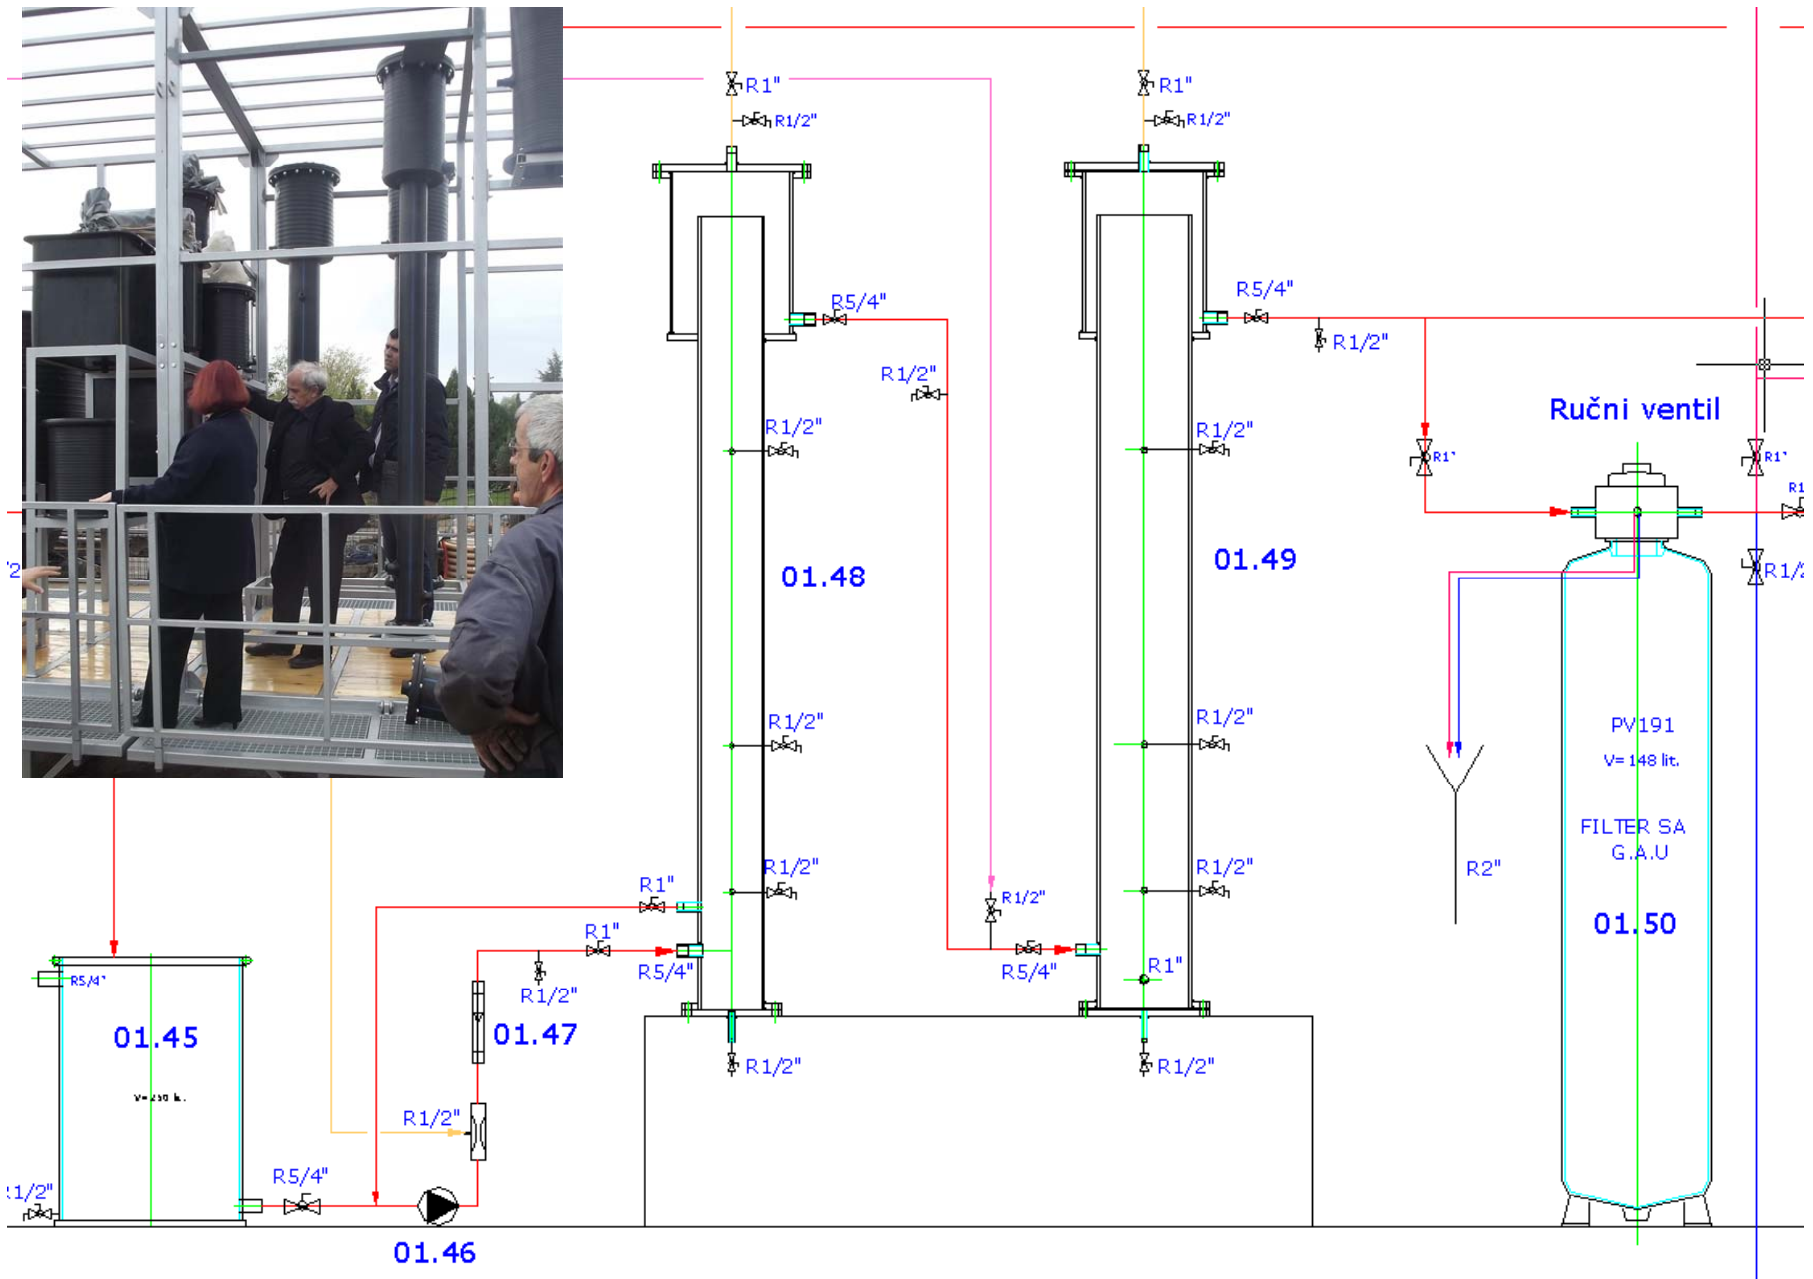 R1"
R1"
R1/2"
R1/2"
R5/4"
R5/4"
R1/2"
R1/2"
Ručni ventil
R1/2"
R1/2"
R1"
R1"
R1
01.48
01.49
R1/2
PV191
V=148 lit.
R1/2"
R1/2"
FILTER SA
G.A.U
R2"
01.50
R1/2"
R1/2"
R1"
R1/2"
R1"
R5/4"
R5/4"
R1"
R1/2"
R5/4"
01.45
01.47
R1/2"
R1/2"
R1/2"
R5/4"
01.46